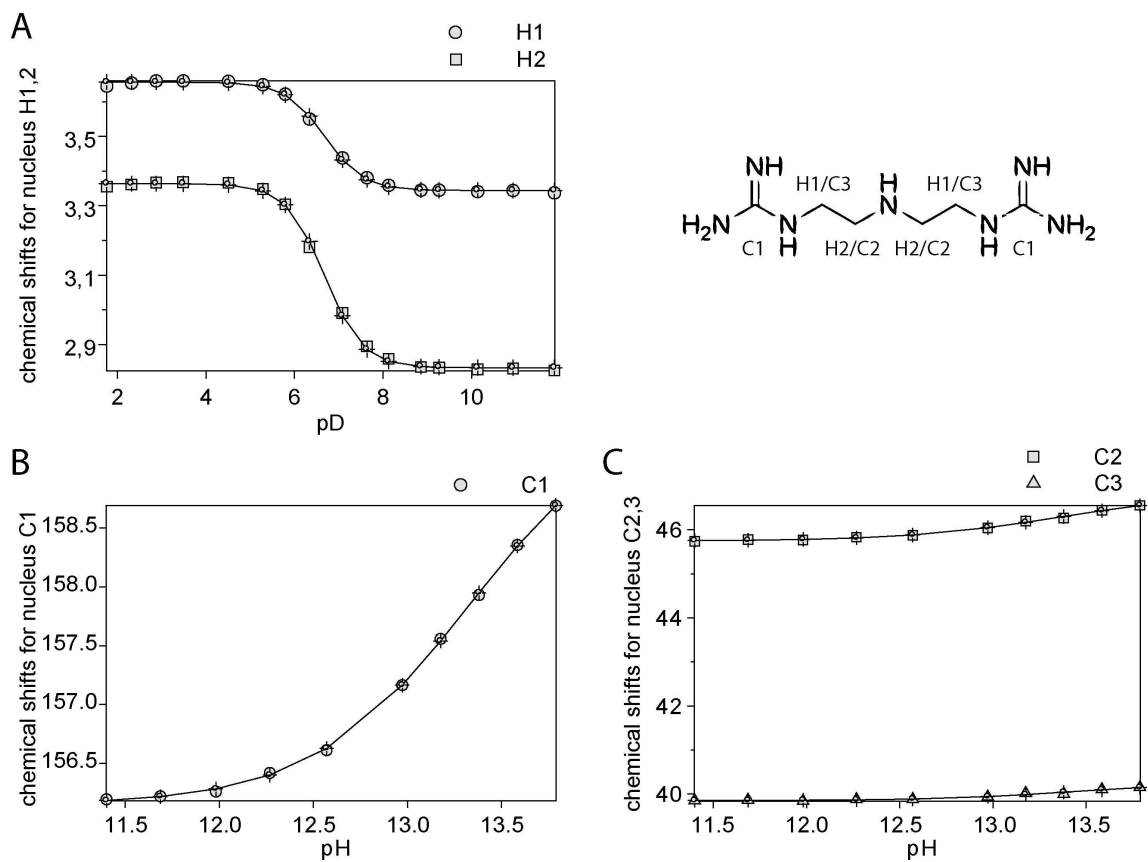 A
H1
H2
chemical shifts for nucleus H1,2
3,5
3,3
3,1
2,9
2 4 6 8 10
pD
NH H NH
H1/C3 N H1/C3
H₂N N N NH₂
C1 H H2/C2 H2/C2 H C1
B
C1
chemical shifts for nucleus C1
158.5
158.0
157.5
157.0
156.5
11.5 12.0 12.5 13.0 13.5
pH
C
C2
C3
chemical shifts for nucleus C2,3
46
44
42
40
11.5 12.0 12.5 13.0 13.5
pH